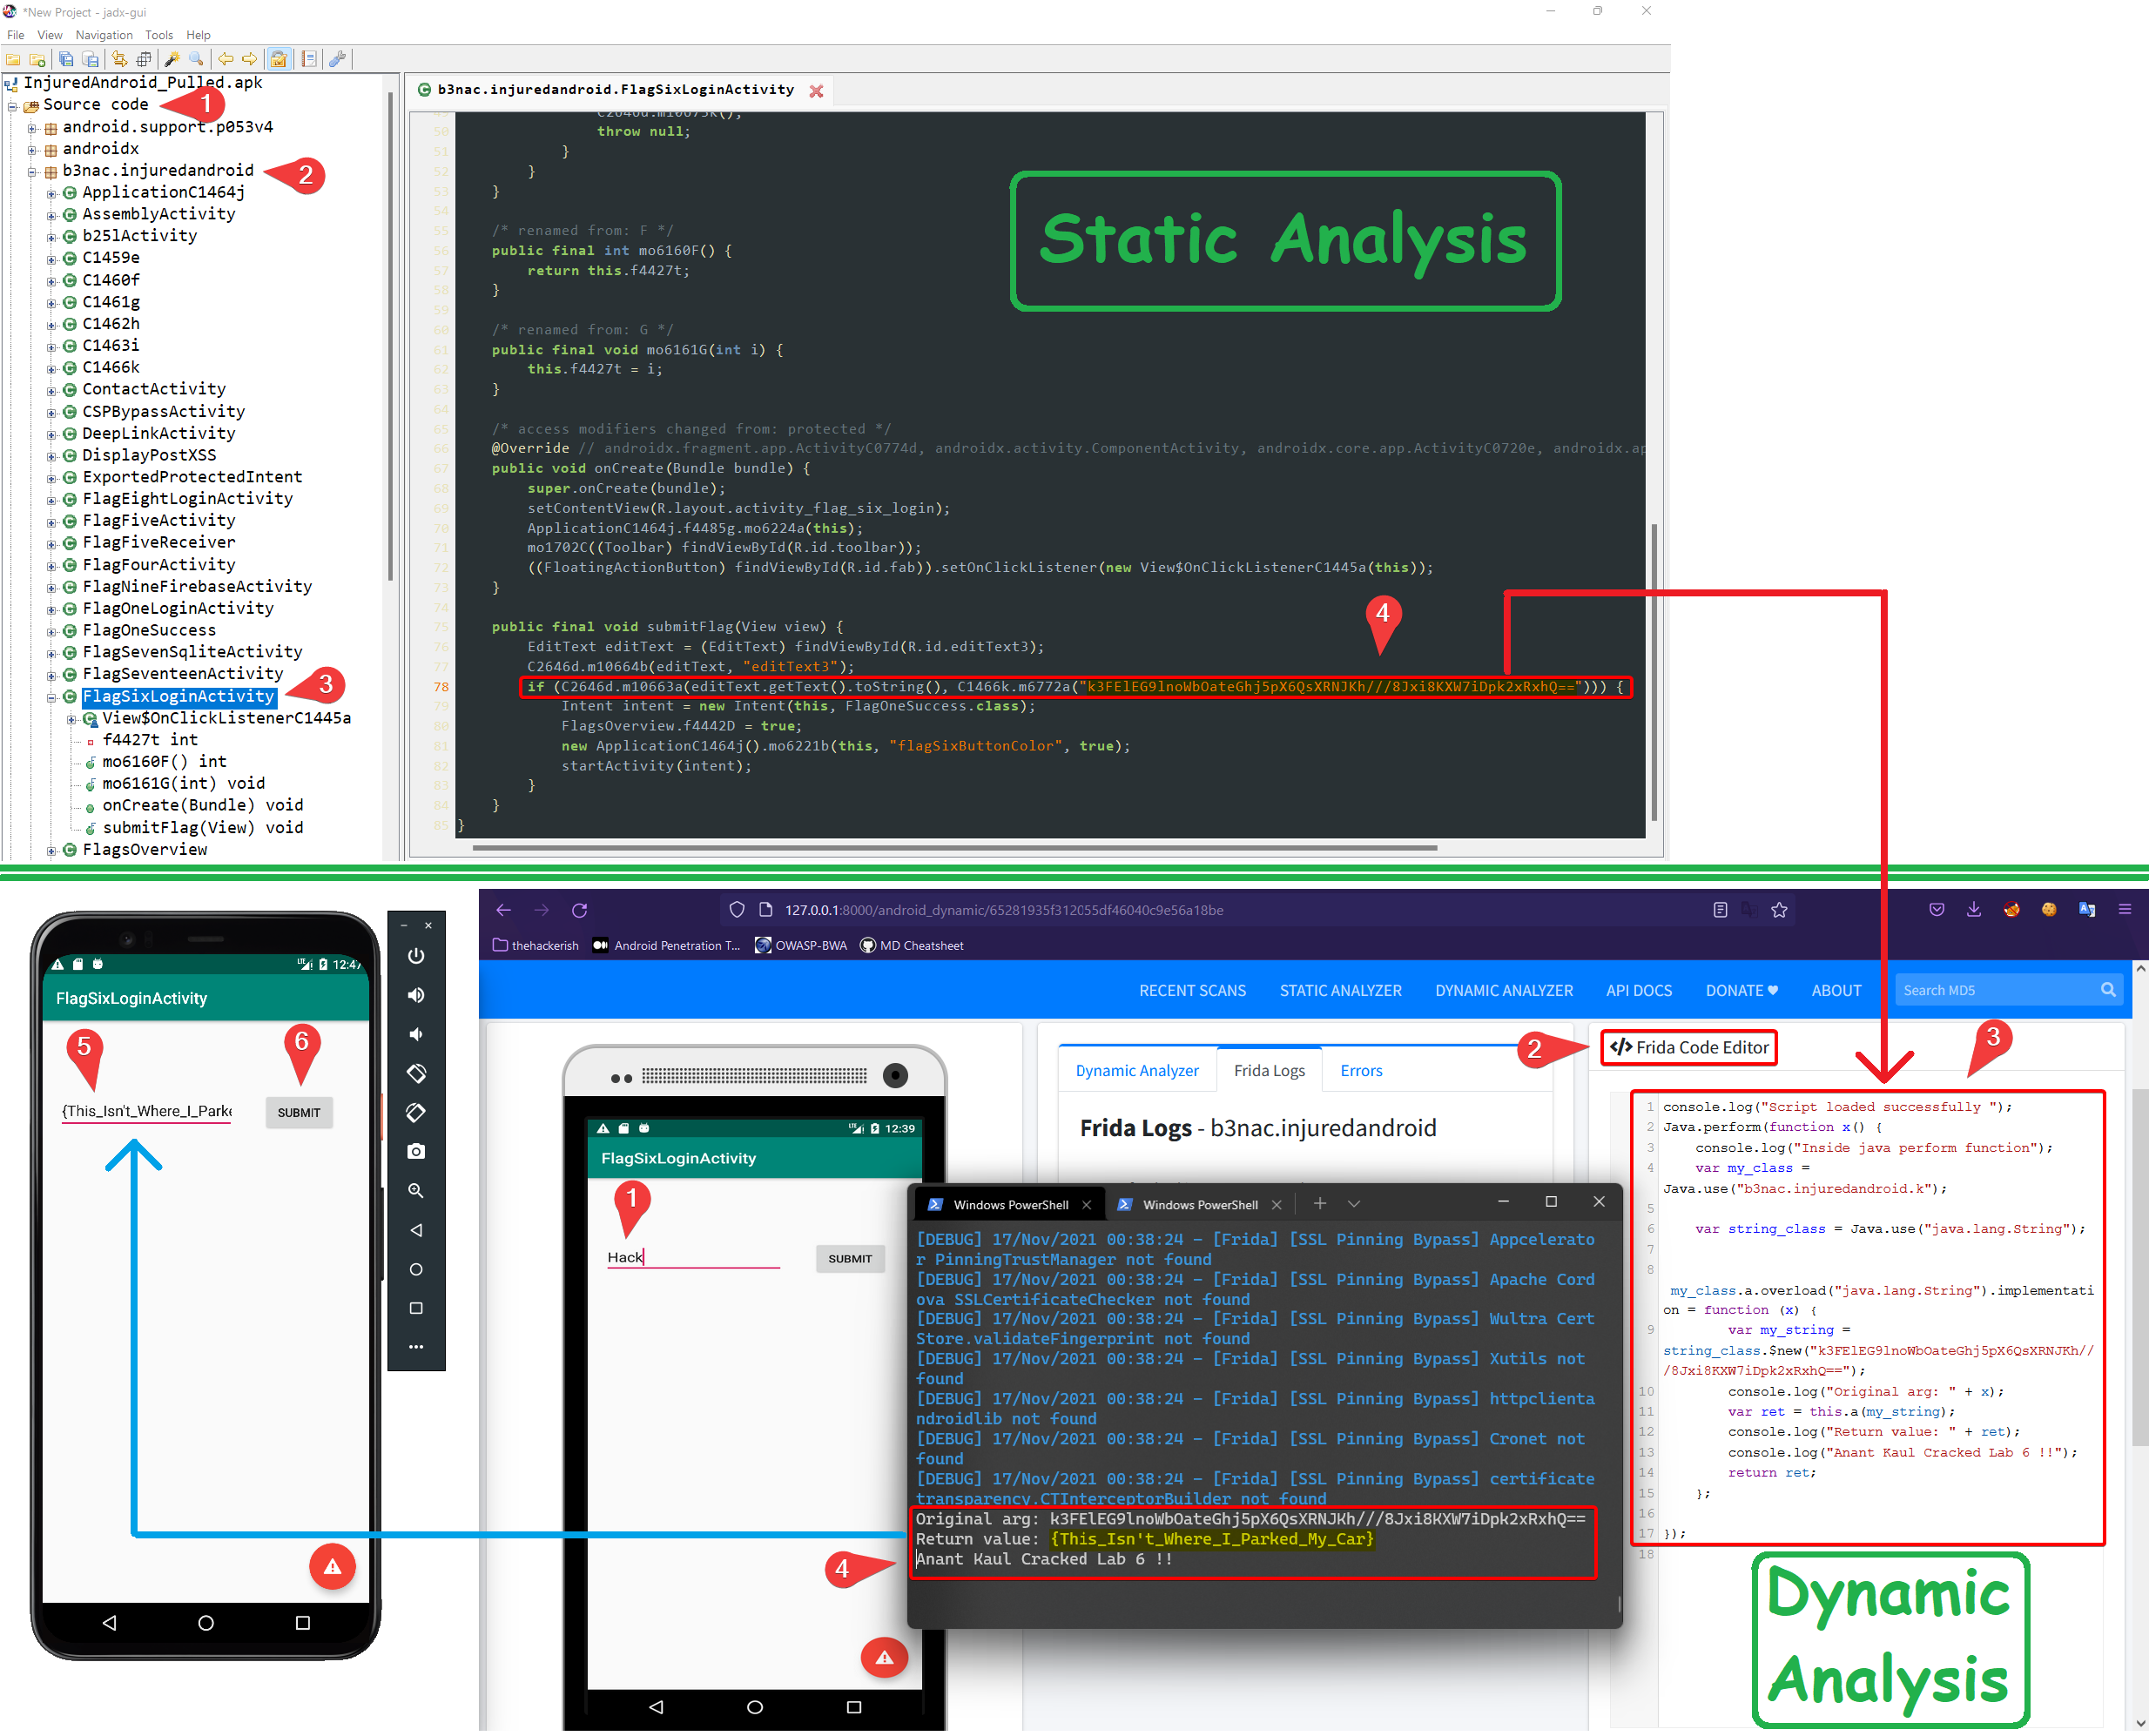 *New Project - jadx-gui
File View Navigation Tools Help
InjuredAndroid_Pulled.apk
Source code
1
android.support.p053v4
androidx
b3nac.injuredandroid
2
ApplicationC1464j
AssemblyActivity
b25lActivity
C1459e
C1460f
C1461g
C1462h
C1463i
C1466k
ContactActivity
CSPBypassActivity
DeepLinkActivity
DisplayPostXSS
ExportedProtectedIntent
FlagEightLoginActivity
FlagFiveActivity
FlagFiveReceiver
FlagFourActivity
FlagNineFirebaseActivity
FlagOneLoginActivity
FlagOneSuccess
FlagSevenSqliteActivity
FlagSeventeenActivity
FlagSixLoginActivity
3
View$OnClickListenerC1445a
f4427t int
mo6160F() int
mo6161G(int) void
onCreate(Bundle) void
submitFlag(View) void
FlagsOverview
b3nac.injuredandroid.FlagSixLoginActivity
49 C2646d.m10675k();
50 throw null;
51 }
52 }
53 }
54
55 /* renamed from: F */
56 public final int mo6160F() {
57 return this.f4427t;
58 }
59
60 /* renamed from: G */
61 public final void mo6161G(int i) {
62 this.f4427t = i;
63 }
64
65 /* access modifiers changed from: protected */
66 @Override // androidx.fragment.app.ActivityC0774d, androidx.activity.ComponentActivity, androidx.core.app.ActivityC0720e, androidx.ap
67 public void onCreate(Bundle bundle) {
68 super.onCreate(bundle);
69 setContentView(R.layout.activity_flag_six_login);
70 ApplicationC1464j.f4485g.mo6224a(this);
71 mo1702C((Toolbar) findViewById(R.id.toolbar));
72 ((FloatingActionButton) findViewById(R.id.fab)).setOnClickListener(new View$OnClickListenerC1445a(this));
73 }
74
75 public final void submitFlag(View view) {
76 EditText editText = (EditText) findViewById(R.id.editText3);
77 C2646d.m10664b(editText, "editText3");
78 if (C2646d.m10663a(editText.getText().toString(), C1466k.m6772a("k3FElEG9lnoWbOateGhj5pX6QsXRNJKh///8Jxi8KXW7iDpk2xRxhQ=="))) {
79 Intent intent = new Intent(this, FlagOneSuccess.class);
80 FlagsOverview.f4442D = true;
81 new ApplicationC1464j().mo6221b(this, "flagSixButtonColor", true);
82 startActivity(intent);
83 }
84 }
85 }
Static Analysis
4
12:47
FlagSixLoginActivity
5
6
{This_Isn't_Where_I_Parke
SUBMIT
127.0.0.1:8000/android_dynamic/65281935f312055df46040c9e56a18be
thehackerish Android Penetration T... OWASP-BWA MD Cheatsheet
RECENT SCANS STATIC ANALYZER DYNAMIC ANALYZER API DOCS DONATE ♥ ABOUT Search MD5
12:39
FlagSixLoginActivity
1
Hack
SUBMIT
Dynamic Analyzer Frida Logs Errors
Frida Logs - b3nac.injuredandroid
Windows PowerShell Windows PowerShell
[DEBUG] 17/Nov/2021 00:38:24 - [Frida] [SSL Pinning Bypass] Appcelerato
r PinningTrustManager not found
[DEBUG] 17/Nov/2021 00:38:24 - [Frida] [SSL Pinning Bypass] Apache Cord
ova SSLCertificateChecker not found
[DEBUG] 17/Nov/2021 00:38:24 - [Frida] [SSL Pinning Bypass] Wultra Cert
Store.validateFingerprint not found
[DEBUG] 17/Nov/2021 00:38:24 - [Frida] [SSL Pinning Bypass] Xutils not
found
[DEBUG] 17/Nov/2021 00:38:24 - [Frida] [SSL Pinning Bypass] httpclienta
ndroidlib not found
[DEBUG] 17/Nov/2021 00:38:24 - [Frida] [SSL Pinning Bypass] Cronet not
found
[DEBUG] 17/Nov/2021 00:38:24 - [Frida] [SSL Pinning Bypass] certificate
transparency.CTInterceptorBuilder not found
Original arg: k3FElEG9lnoWbOateGhj5pX6QsXRNJKh///8Jxi8KXW7iDpk2xRxhQ==
Return value: {This_Isn't_Where_I_Parked_My_Car}
Anant Kaul Cracked Lab 6 !!
4
2
</> Frida Code Editor
3
1 console.log("Script loaded successfully ");
2 Java.perform(function x() {
3 console.log("Inside java perform function");
4 var my_class =
Java.use("b3nac.injuredandroid.k");
5
6 var string_class = Java.use("java.lang.String");
7
8
my_class.a.overload("java.lang.String").implementati
on = function (x) {
9 var my_string =
string_class.$new("k3FElEG9lnoWbOateGhj5pX6QsXRNJKh//
/8Jxi8KXW7iDpk2xRxhQ==");
10 console.log("Original arg: " + x);
11 var ret = this.a(my_string);
12 console.log("Return value: " + ret);
13 console.log("Anant Kaul Cracked Lab 6 !!");
14 return ret;
15 };
16
17 });
18
Dynamic
Analysis